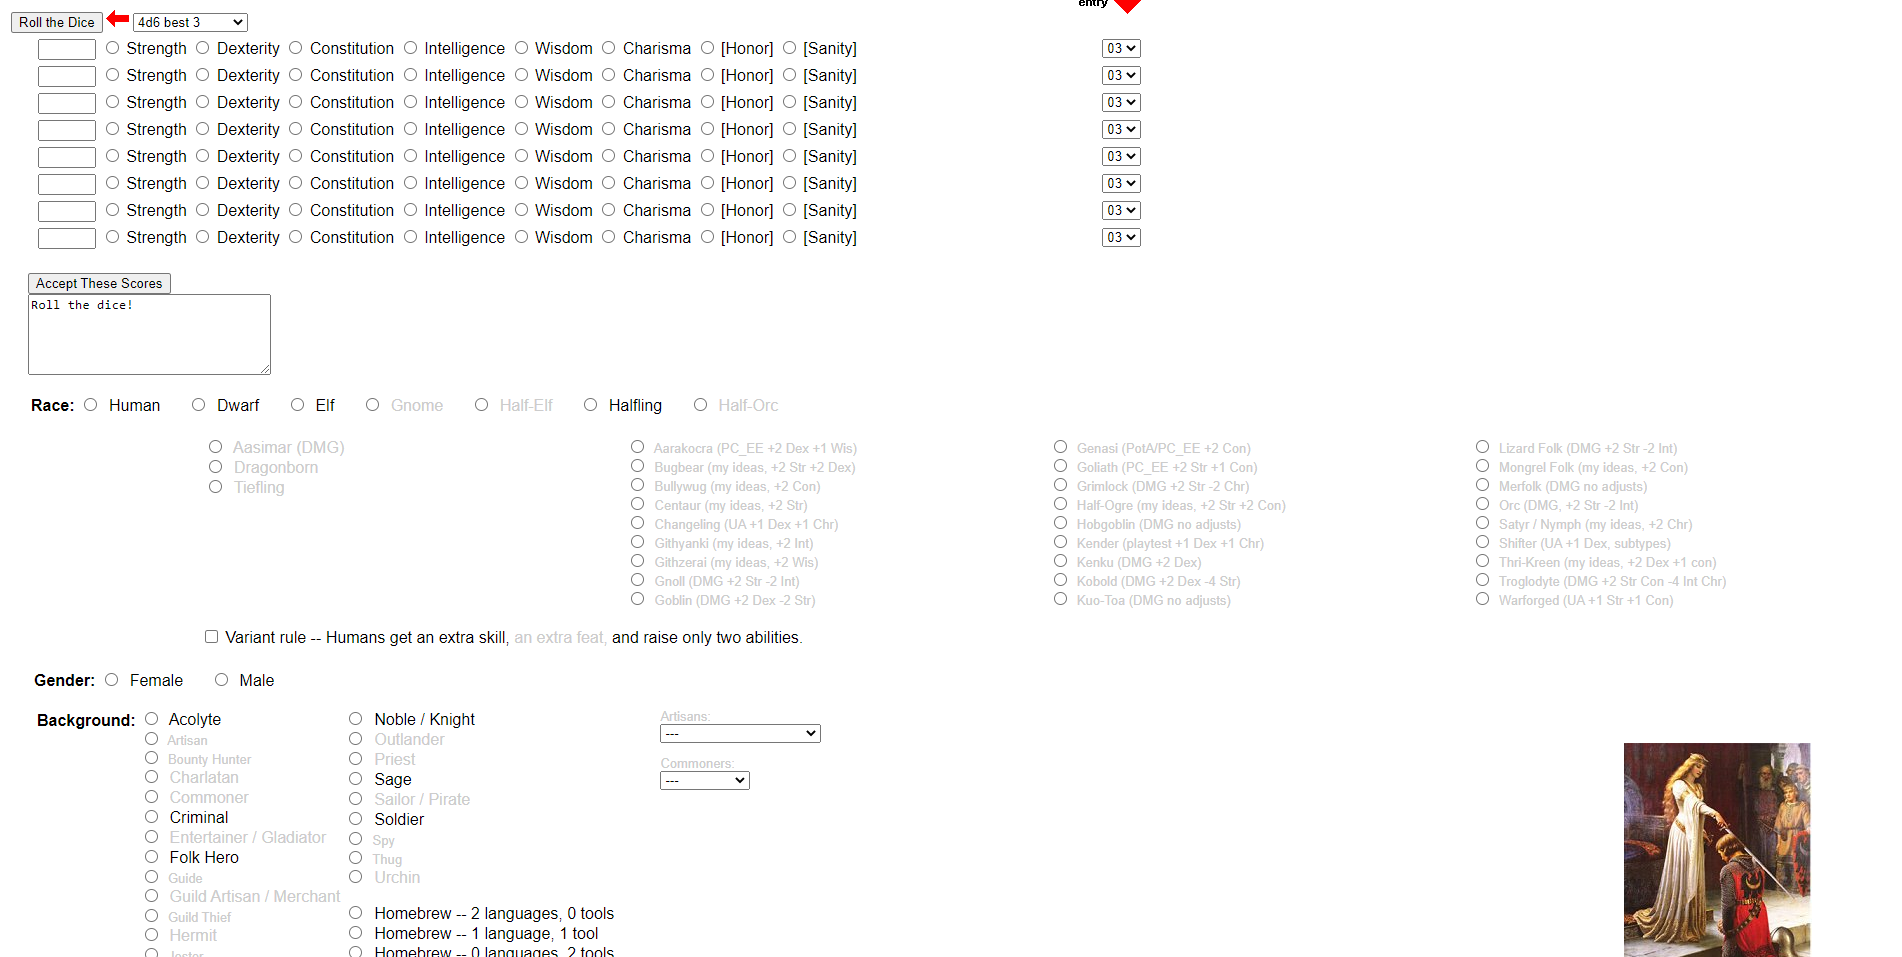 entry
Roll the Dice 4d6 best 3
Strength Dexterity Constitution Intelligence Wisdom Charisma [Honor] [Sanity] 03
Strength Dexterity Constitution Intelligence Wisdom Charisma [Honor] [Sanity] 03
Strength Dexterity Constitution Intelligence Wisdom Charisma [Honor] [Sanity] 03
Strength Dexterity Constitution Intelligence Wisdom Charisma [Honor] [Sanity] 03
Strength Dexterity Constitution Intelligence Wisdom Charisma [Honor] [Sanity] 03
Strength Dexterity Constitution Intelligence Wisdom Charisma [Honor] [Sanity] 03
Strength Dexterity Constitution Intelligence Wisdom Charisma [Honor] [Sanity] 03
Strength Dexterity Constitution Intelligence Wisdom Charisma [Honor] [Sanity] 03
Accept These Scores
Roll the dice!
Race: Human Dwarf Elf Gnome Half-Elf Halfling Half-Orc
Aasimar (DMG)
Dragonborn
Tiefling
Aarakocra (PC_EE +2 Dex +1 Wis)
Bugbear (my ideas, +2 Str +2 Dex)
Bullywug (my ideas, +2 Con)
Centaur (my ideas, +2 Str)
Changeling (UA +1 Dex +1 Chr)
Githyanki (my ideas, +2 Int)
Githzerai (my ideas, +2 Wis)
Gnoll (DMG +2 Str -2 Int)
Goblin (DMG +2 Dex -2 Str)
Genasi (PotA/PC_EE +2 Con)
Goliath (PC_EE +2 Str +1 Con)
Grimlock (DMG +2 Str -2 Chr)
Half-Ogre (my ideas, +2 Str +2 Con)
Hobgoblin (DMG no adjusts)
Kender (playtest +1 Dex +1 Chr)
Kenku (DMG +2 Dex)
Kobold (DMG +2 Dex -4 Str)
Kuo-Toa (DMG no adjusts)
Lizard Folk (DMG +2 Str -2 Int)
Mongrel Folk (my ideas, +2 Con)
Merfolk (DMG no adjusts)
Orc (DMG, +2 Str -2 Int)
Satyr / Nymph (my ideas, +2 Chr)
Shifter (UA +1 Dex, subtypes)
Thri-Kreen (my ideas, +2 Dex +1 con)
Troglodyte (DMG +2 Str Con -4 Int Chr)
Warforged (UA +1 Str +1 Con)
Variant rule -- Humans get an extra skill, an extra feat, and raise only two abilities.
Gender: Female Male
Background:
Acolyte
Artisan
Bounty Hunter
Charlatan
Commoner
Criminal
Entertainer / Gladiator
Folk Hero
Guide
Guild Artisan / Merchant
Guild Thief
Hermit
Jester
Noble / Knight
Outlander
Priest
Sage
Sailor / Pirate
Soldier
Spy
Thug
Urchin
Homebrew -- 2 languages, 0 tools
Homebrew -- 1 language, 1 tool
Homebrew -- 0 languages, 2 tools
Artisans:
---
Commoners:
---